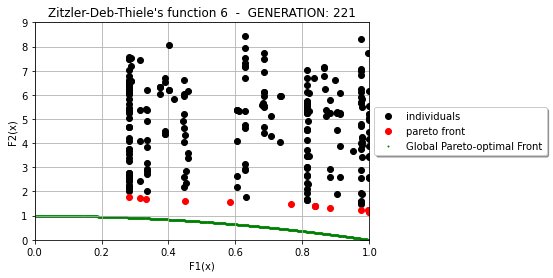 Zitzler-Deb-Thiele's function 6 - GENERATION: 221
9
8
7
6
5
4
3
2
1
0
F2(x)
0.0 0.2 0.4 0.6 0.8 1.0
F1(x)
individuals
pareto front
Global Pareto-optimal Front